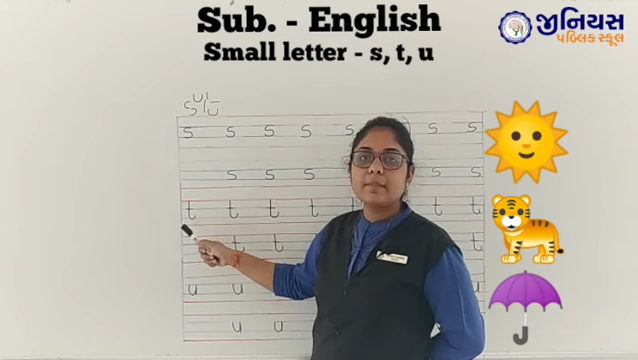 Sub. - English
Small letter - s, t, u
જીનિયસ
પબ્લિક સ્કૂલ
s s s s s s s
s s s s
t t t t t t
t t t
u u u
u u